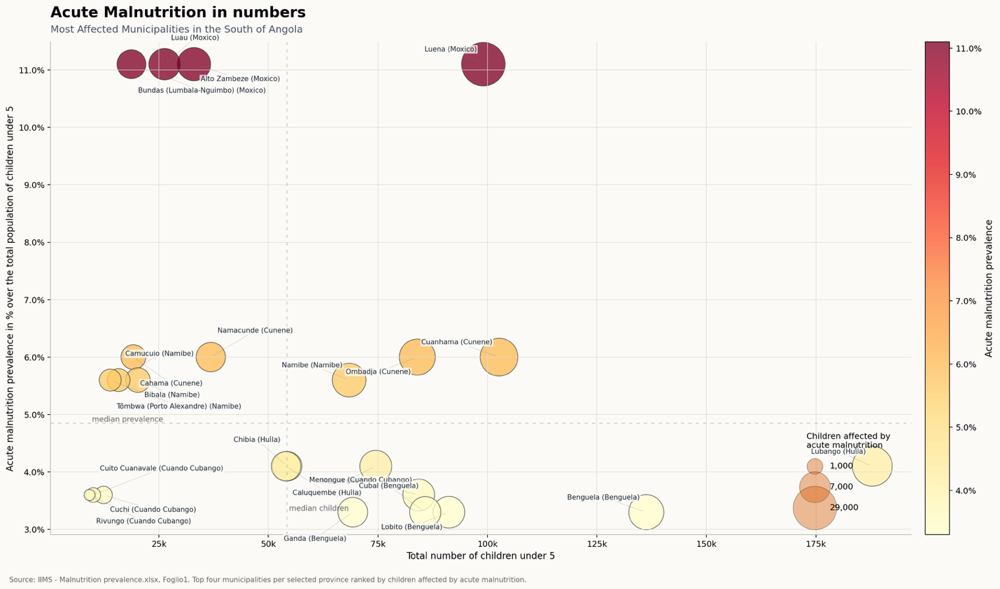 Acute Malnutrition in numbers
Most Affected Municipalities in the South of Angola
Luau (Moxico)
Luena (Moxico)
Alto Zambeze (Moxico)
Bundas (Lumbala-Nguimbo) (Moxico)
Namacunde (Cunene)
Cuanhama (Cunene)
Camucuio (Namibe)
Namibe (Namibe)
Ombadja (Cunene)
Cahama (Cunene)
Bibala (Namibe)
Tômbwa (Porto Alexandre) (Namibe)
median prevalence
Chibia (Huíla)
Children affected by
acute malnutrition
Lubango (Huíla)
1,000
7,000
29,000
Cuito Cuanavale (Cuando Cubango)
Menongue (Cuando Cubango)
Cubal (Benguela)
Caluquembe (Huíla)
Benguela (Benguela)
Cuchi (Cuando Cubango)
median children
Rivungo (Cuando Cubango)
Lobito (Benguela)
Ganda (Benguela)
11.0%
10.0%
9.0%
8.0%
7.0%
6.0%
5.0%
4.0%
3.0%
Acute malnutrition prevalence in % over the total population of children under 5
25k
50k
75k
100k
125k
150k
175k
Total number of children under 5
11.0%
10.0%
9.0%
8.0%
7.0%
6.0%
5.0%
4.0%
Acute malnutrition prevalence
Source: IIMS - Malnutrition prevalence.xlsx, Foglio1. Top four municipalities per selected province ranked by children affected by acute malnutrition.